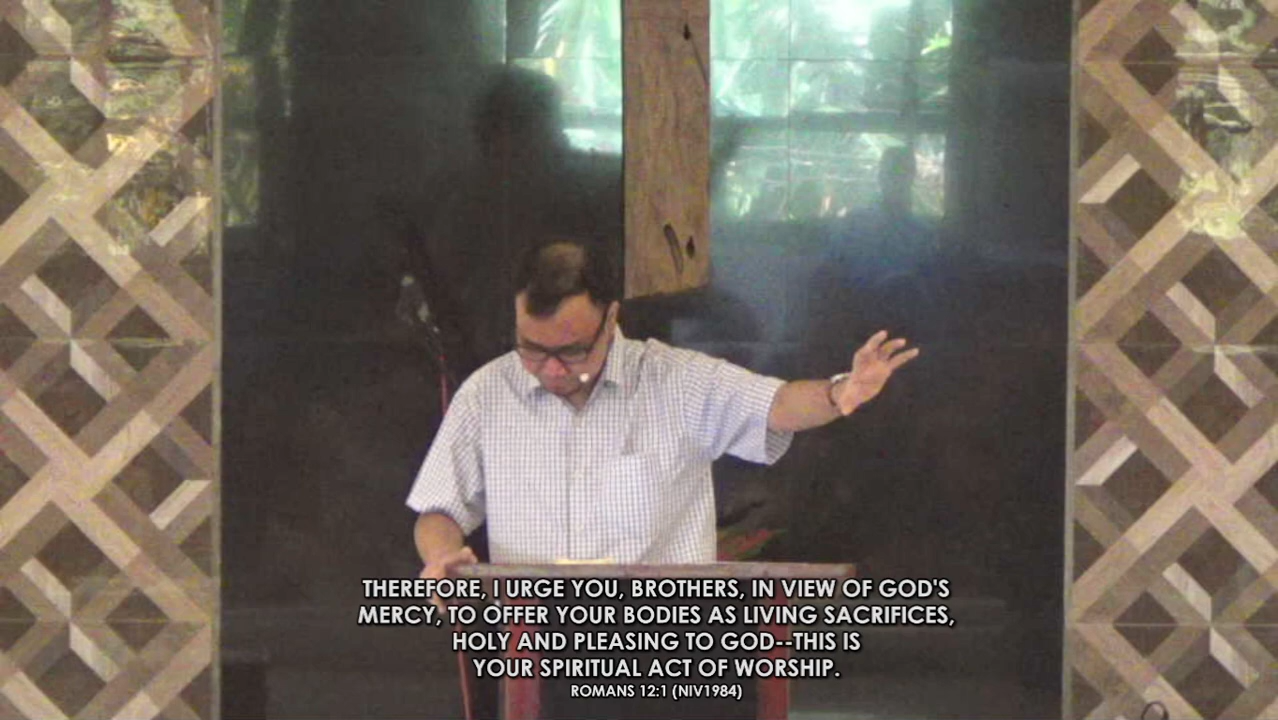 THEREFORE, I URGE YOU, BROTHERS, IN VIEW OF GOD'S
MERCY, TO OFFER YOUR BODIES AS LIVING SACRIFICES,
HOLY AND PLEASING TO GOD--THIS IS
YOUR SPIRITUAL ACT OF WORSHIP.
ROMANS 12:1 (NIV1984)